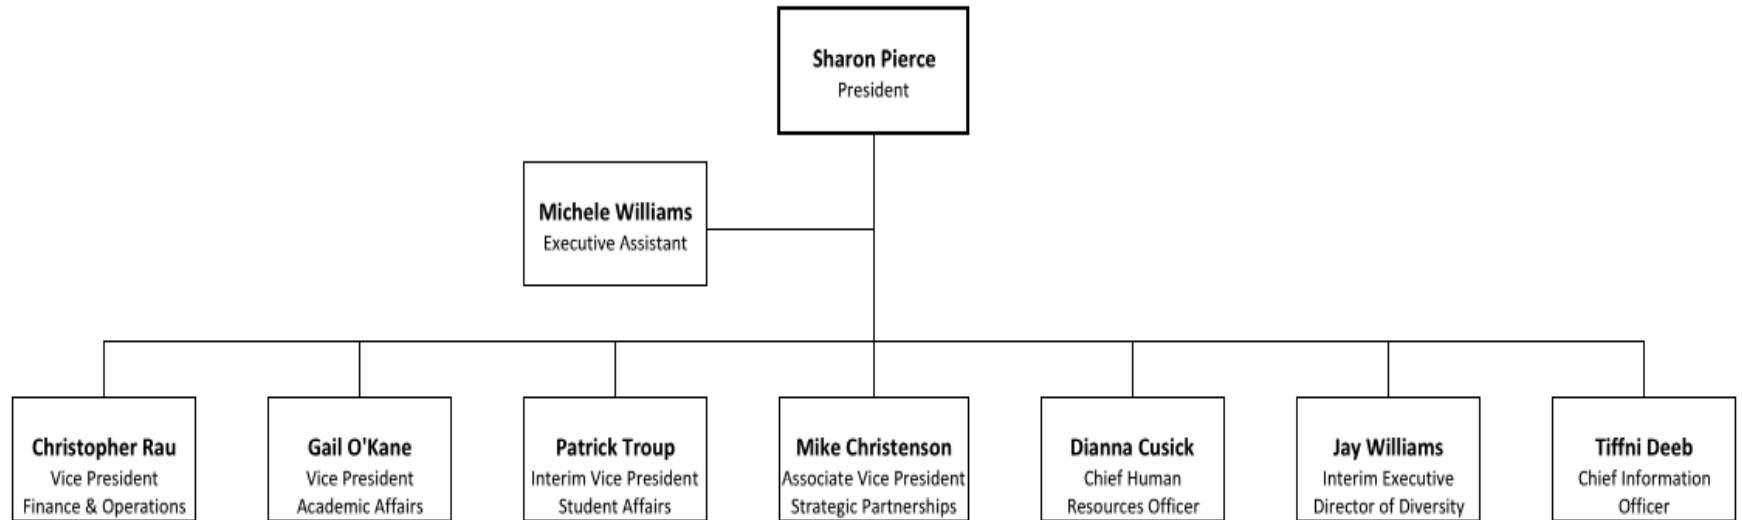 Sharon Pierce
President
Michele Williams
Executive Assistant
Christopher Rau
Vice President
Finance & Operations
Gail O'Kane
Vice President
Academic Affairs
Patrick Troup
Interim Vice President
Student Affairs
Mike Christenson
Associate Vice President
Strategic Partnerships
Dianna Cusick
Chief Human
Resources Officer
Jay Williams
Interim Executive
Director of Diversity
Tiffni Deeb
Chief Information
Officer